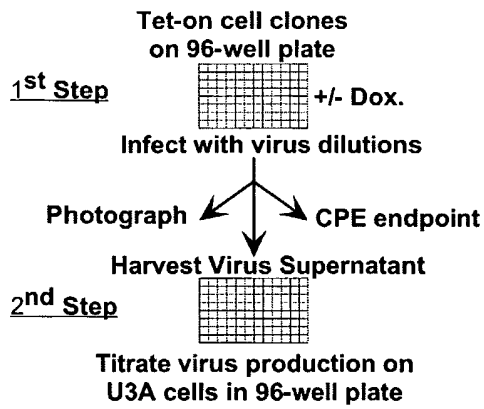 Tet-on cell clones
on 96-well plate
1st Step
+/- Dox.
Infect with virus dilutions
Photograph
CPE endpoint
Harvest Virus Supernatant
2nd Step
Titrate virus production on
U3A cells in 96-well plate